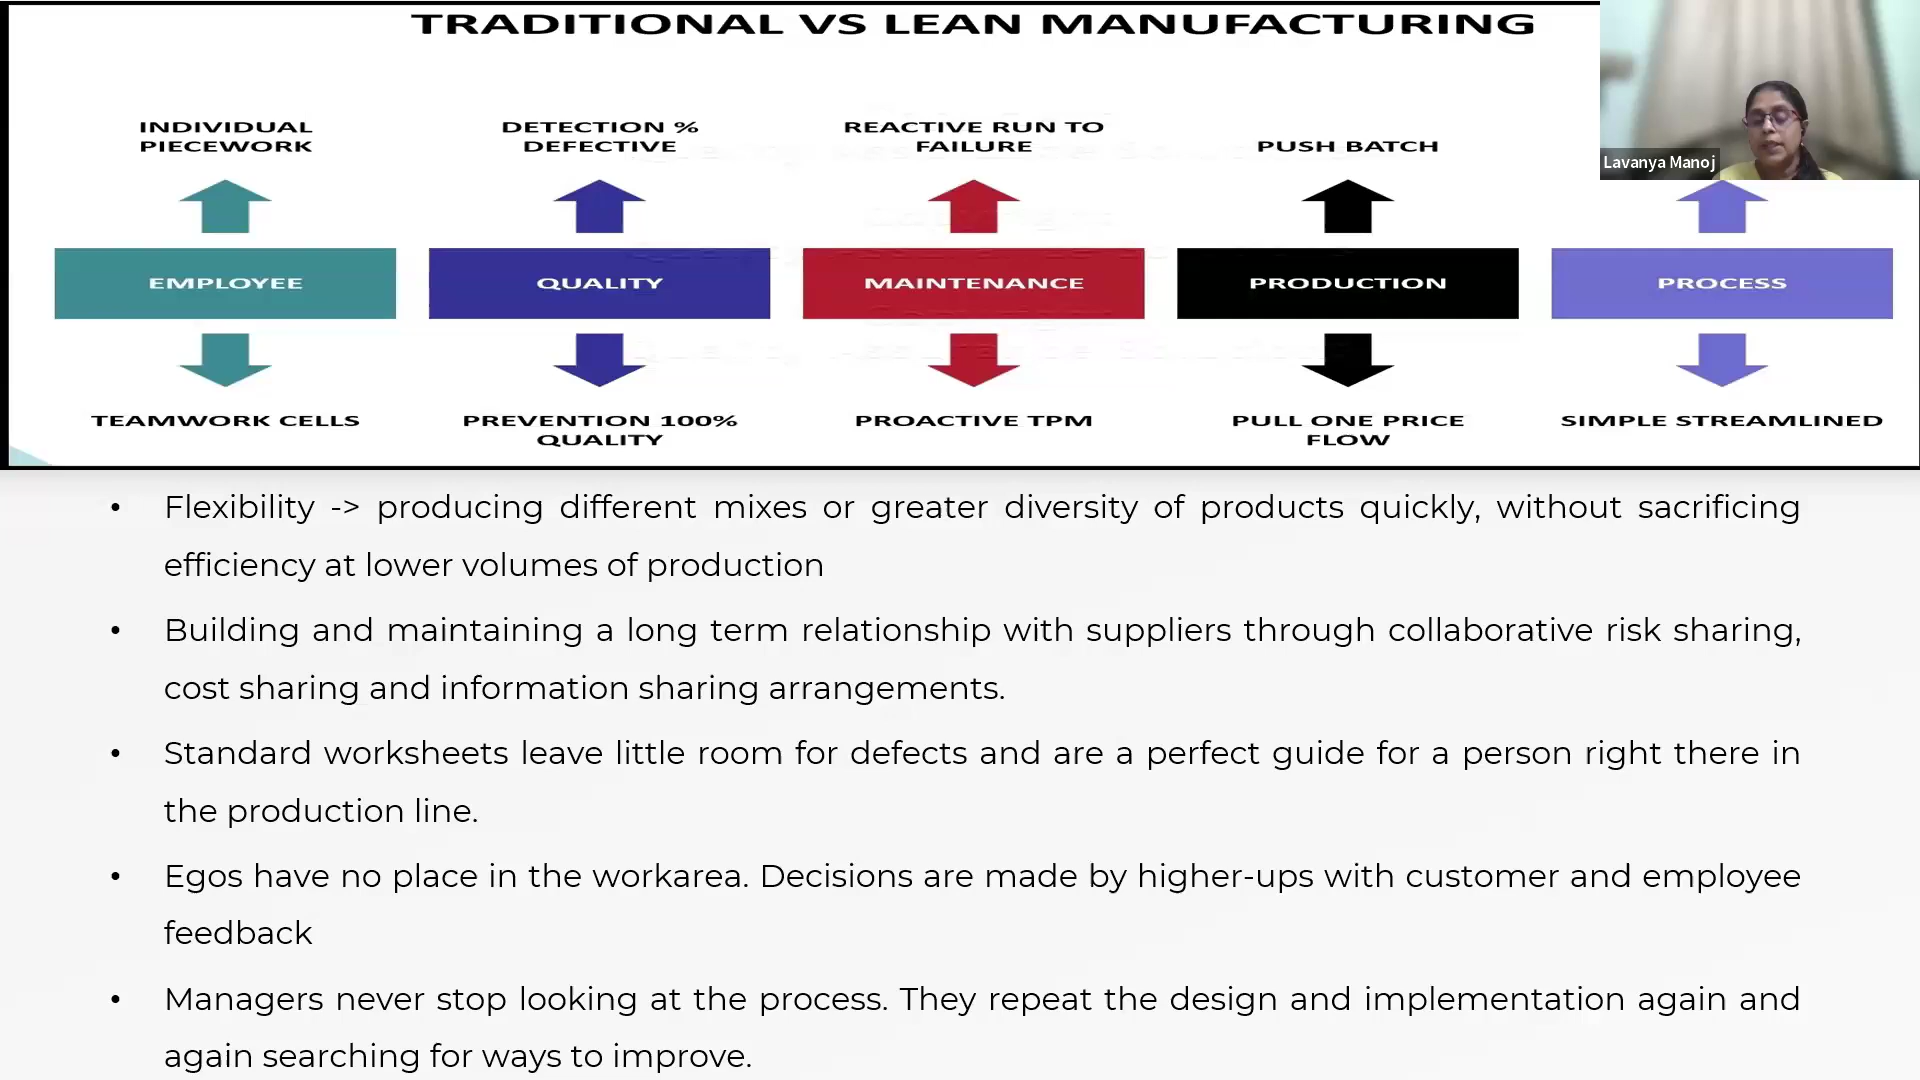 TRADITIONAL VS LEAN MANUFACTURING
INDIVIDUAL
PIECEWORK
DETECTION %
DEFECTIVE
REACTIVE RUN TO
FAILURE
PUSH BATCH
Lavanya Manoj
EMPLOYEE
QUALITY
MAINTENANCE
PRODUCTION
PROCESS
TEAMWORK CELLS
PREVENTION 100%
QUALITY
PROACTIVE TPM
PULL ONE PRICE
FLOW
SIMPLE STREAMLINED
• Flexibility -> producing different mixes or greater diversity of products quickly, without sacrificing
efficiency at lower volumes of production
• Building and maintaining a long term relationship with suppliers through collaborative risk sharing,
cost sharing and information sharing arrangements.
• Standard worksheets leave little room for defects and are a perfect guide for a person right there in
the production line.
• Egos have no place in the workarea. Decisions are made by higher-ups with customer and employee
feedback
• Managers never stop looking at the process. They repeat the design and implementation again and
again searching for ways to improve.